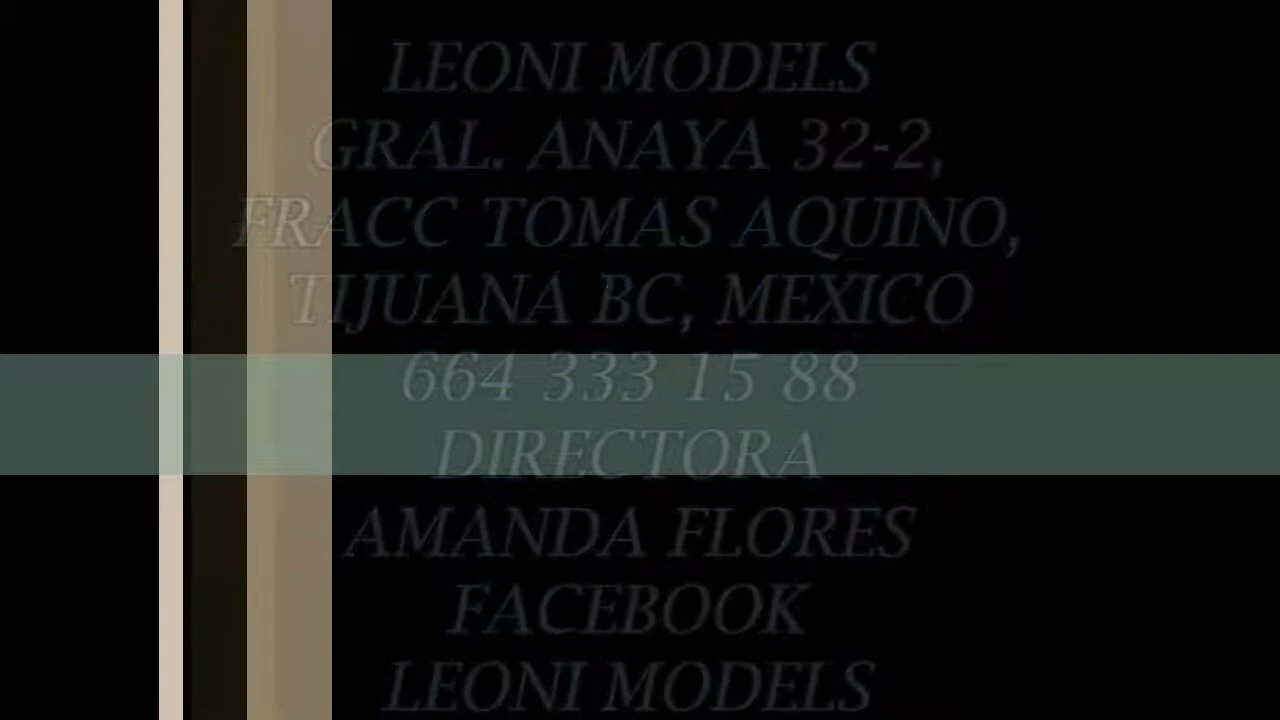 LEONI MODELS
GRAL. ANAYA 32-2,
FRACC TOMAS AQUINO,
TIJUANA BC, MEXICO
664 333 15 88
DIRECTORA
AMANDA FLORES
FACEBOOK
LEONI MODELS